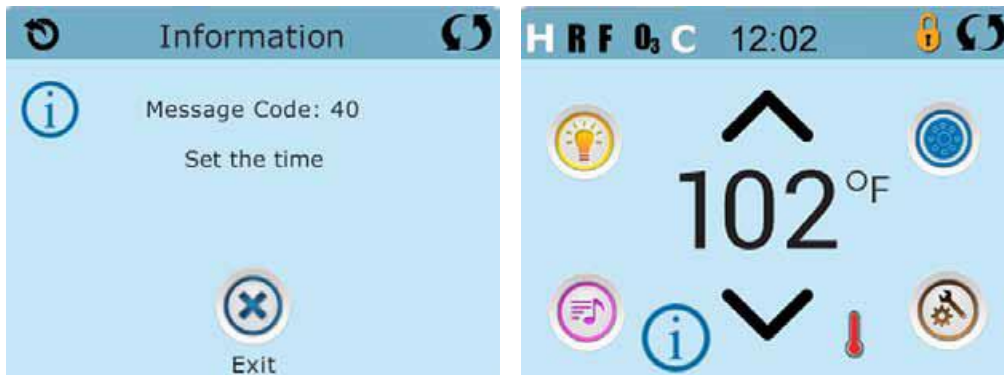 Information
Message Code: 40
Set the time
Exit
H R F O₃ C 12:02
102°F